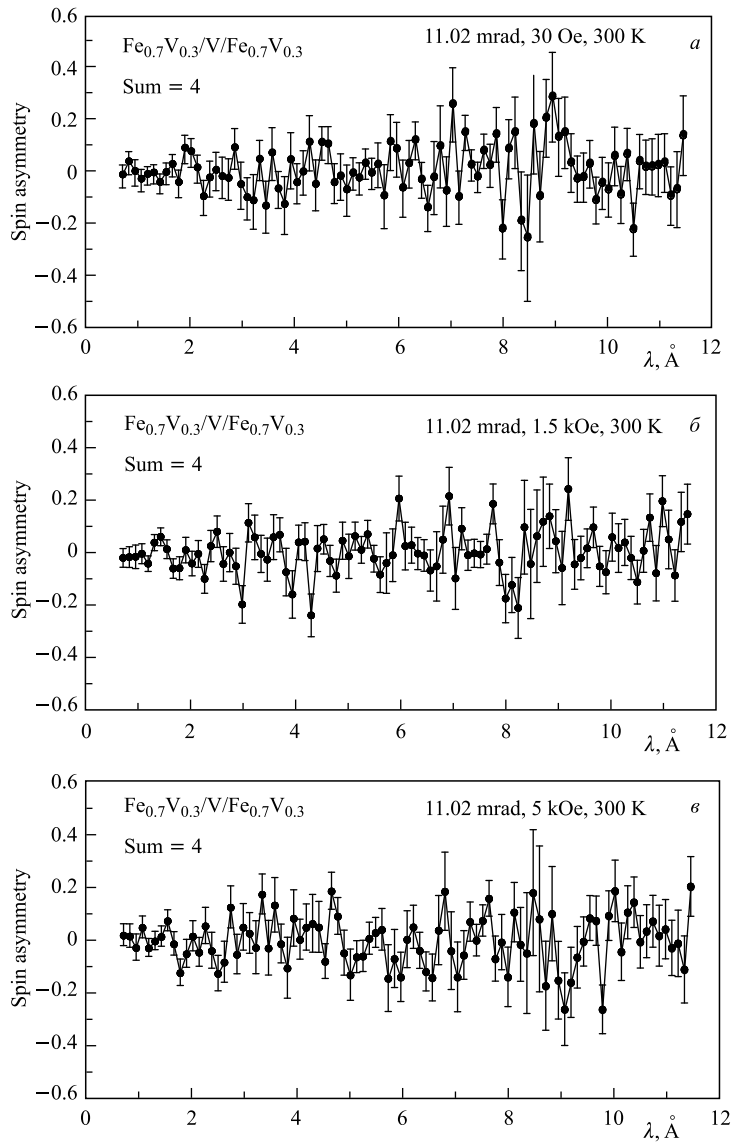 0.6
Fe0.7V0.3/V/Fe0.7V0.3
11.02 mrad, 30 Oe, 300 K
а
0.4
Sum = 4
0.2
Spin asymmetry
0
−0.2
−0.4
−0.6
0 2 4 6 8 10 12
λ, Å
0.6
Fe0.7V0.3/V/Fe0.7V0.3
11.02 mrad, 1.5 kOe, 300 K
б
0.4
Sum = 4
0.2
Spin asymmetry
0
−0.2
−0.4
−0.6
0 2 4 6 8 10 12
λ, Å
0.6
Fe0.7V0.3/V/Fe0.7V0.3
11.02 mrad, 5 kOe, 300 K
в
0.4
Sum = 4
0.2
Spin asymmetry
0
−0.2
−0.4
−0.6
0 2 4 6 8 10 12
λ, Å